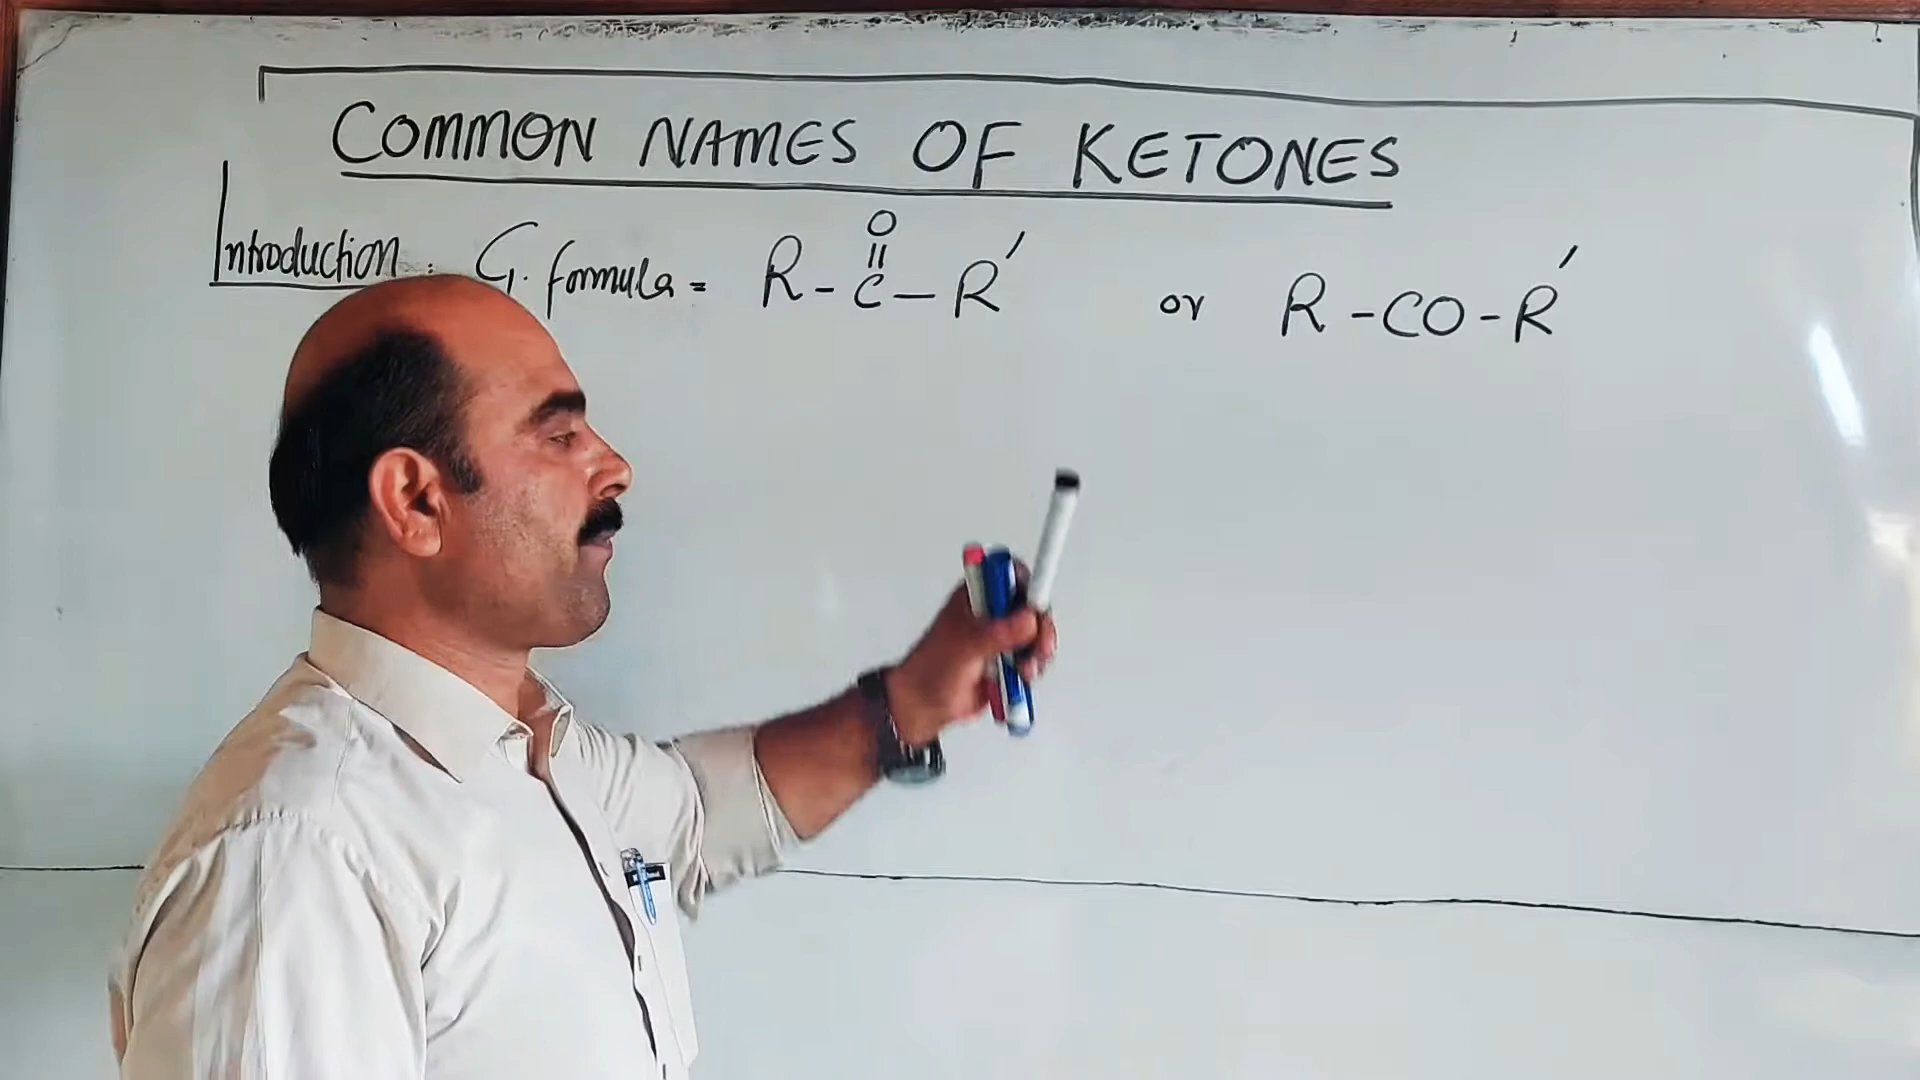 COMMON NAMES OF KETONES
O
Introduction: G. formula = R - C - R' or R - CO - R'